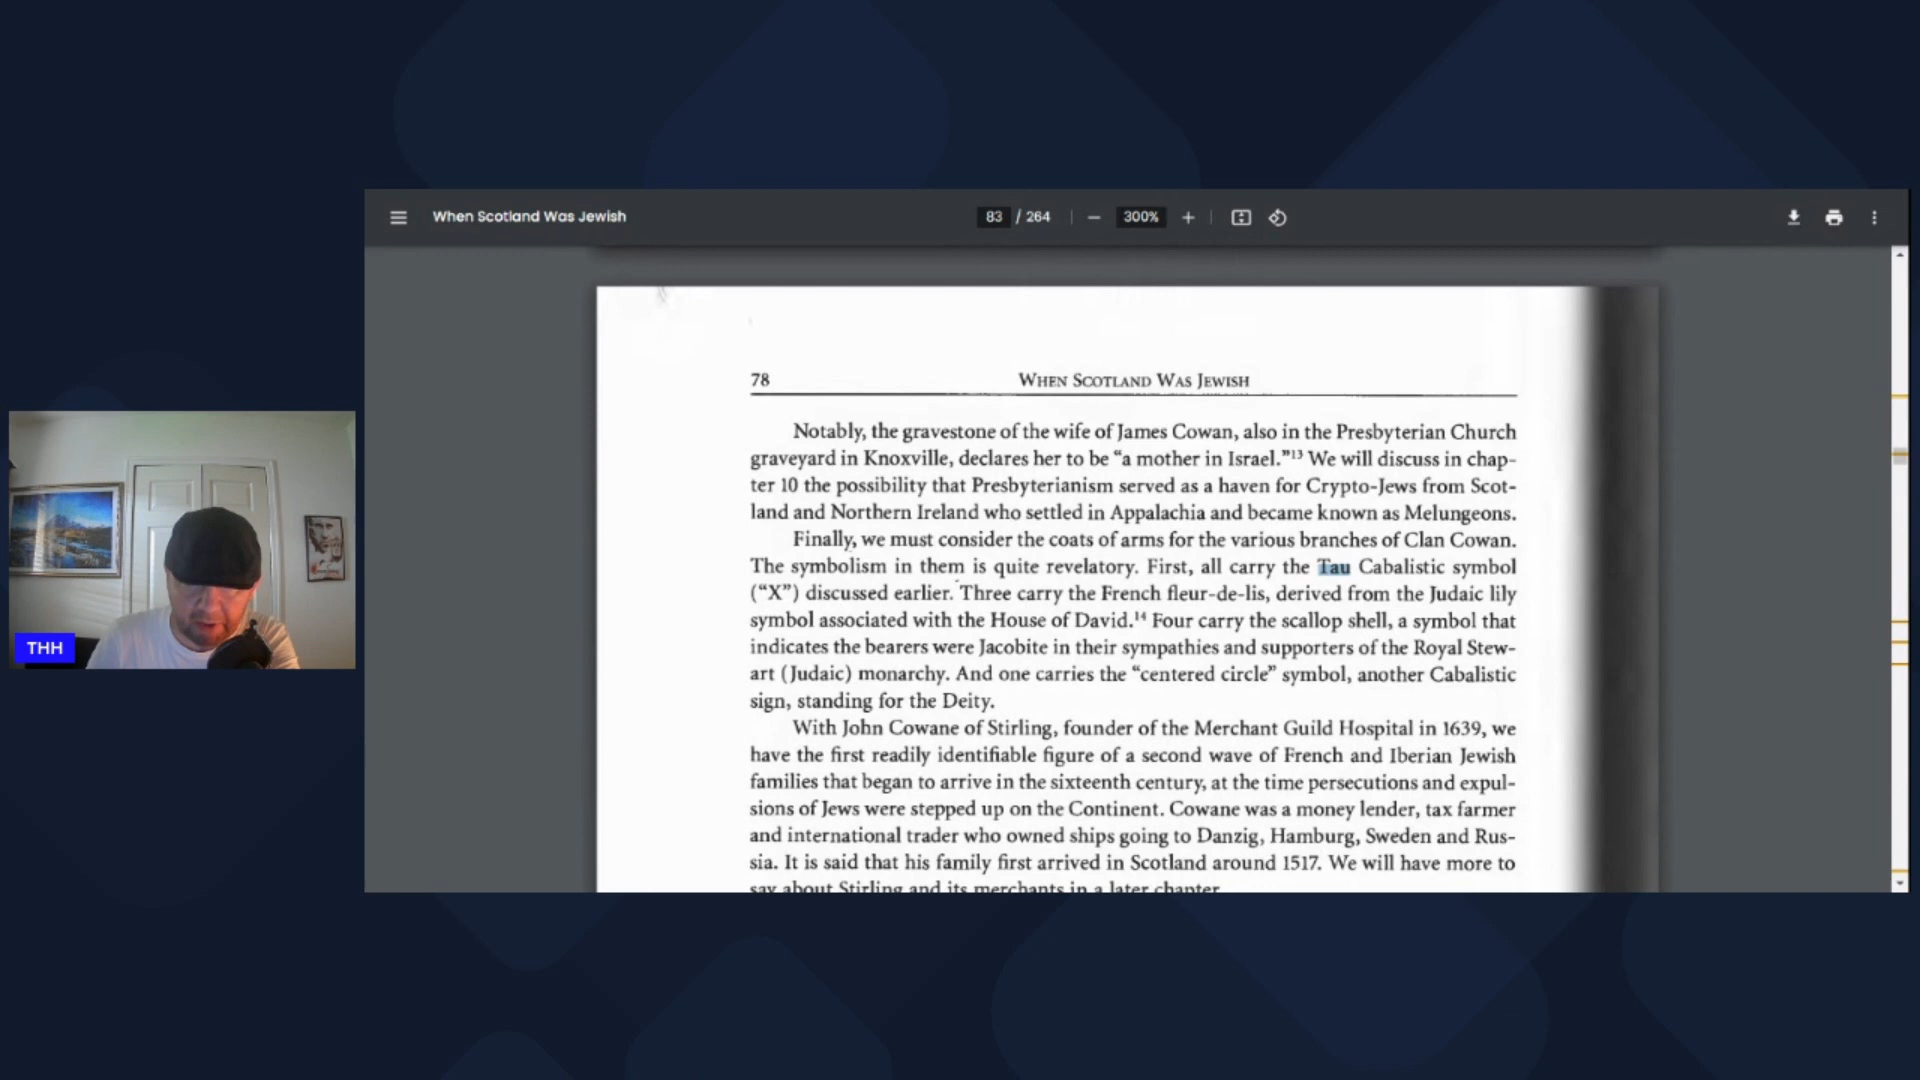 When Scotland Was Jewish
83 / 264
300%
78
WHEN SCOTLAND WAS JEWISH
Notably, the gravestone of the wife of James Cowan, also in the Presbyterian Church
graveyard in Knoxville, declares her to be “a mother in Israel.”¹³ We will discuss in chap-
ter 10 the possibility that Presbyterianism served as a haven for Crypto-Jews from Scot-
land and Northern Ireland who settled in Appalachia and became known as Melungeons.
Finally, we must consider the coats of arms for the various branches of Clan Cowan.
The symbolism in them is quite revelatory. First, all carry the Tau Cabalistic symbol
(“X”) discussed earlier. Three carry the French fleur-de-lis, derived from the Judaic lily
symbol associated with the House of David.¹⁴ Four carry the scallop shell, a symbol that
indicates the bearers were Jacobite in their sympathies and supporters of the Royal Stew-
art (Judaic) monarchy. And one carries the “centered circle” symbol, another Cabalistic
sign, standing for the Deity.
With John Cowane of Stirling, founder of the Merchant Guild Hospital in 1639, we
have the first readily identifiable figure of a second wave of French and Iberian Jewish
families that began to arrive in the sixteenth century, at the time persecutions and expul-
sions of Jews were stepped up on the Continent. Cowane was a money lender, tax farmer
and international trader who owned ships going to Danzig, Hamburg, Sweden and Rus-
sia. It is said that his family first arrived in Scotland around 1517. We will have more to
say about Stirling and its merchants in a later chapter.
THH